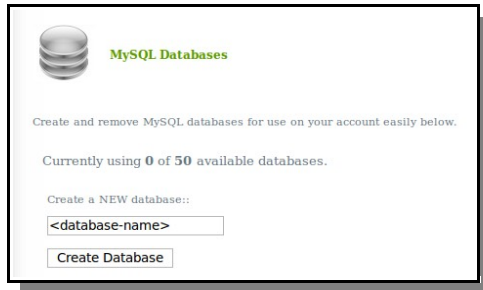 MySQL Databases
Create and remove MySQL databases for use on your account easily below.
Currently using 0 of 50 available databases.
Create a NEW database::
<database-name>
Create Database